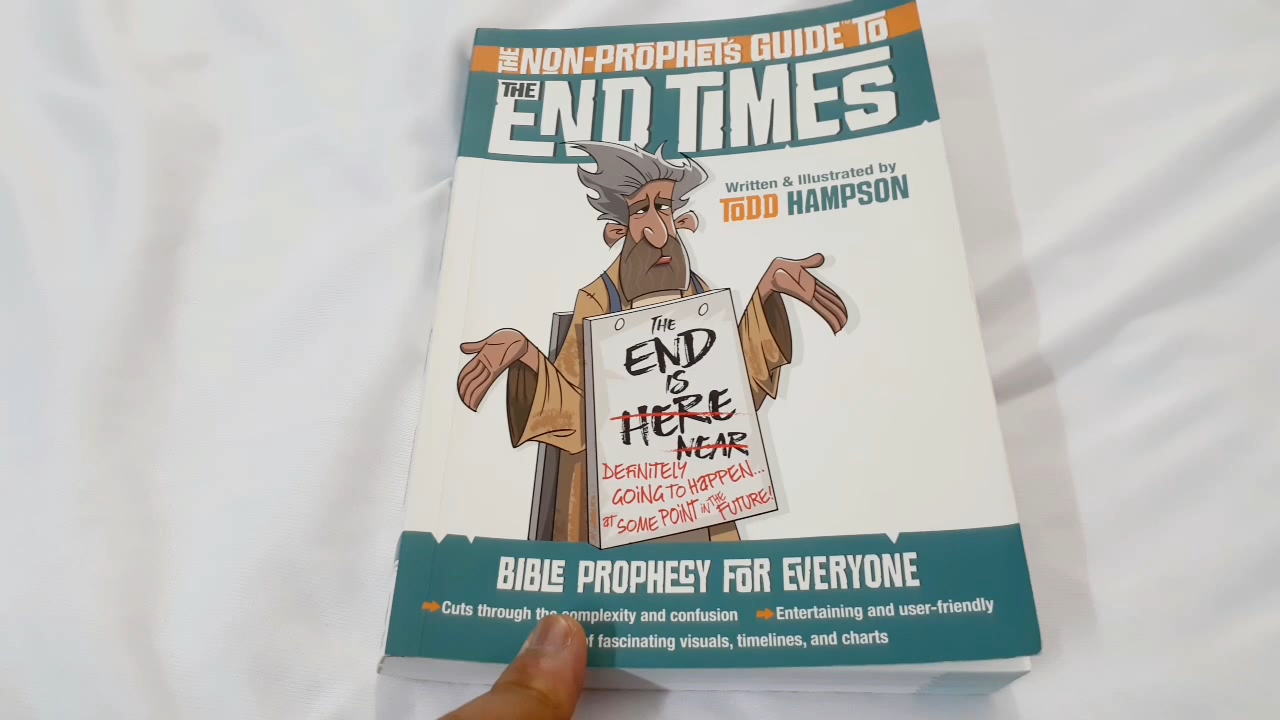 THE NON-PROPHET'S GUIDE™ TO
THE END TIMES
Written & Illustrated by
TODD HAMPSON
THE
END
IS
HERE
NEAR
DEFINITELY
GOING TO HAPPEN...
AT SOME POINT IN THE FUTURE!
BIBLE PROPHECY FOR EVERYONE
Cuts through the complexity and confusion
Entertaining and user-friendly
of fascinating visuals, timelines, and charts